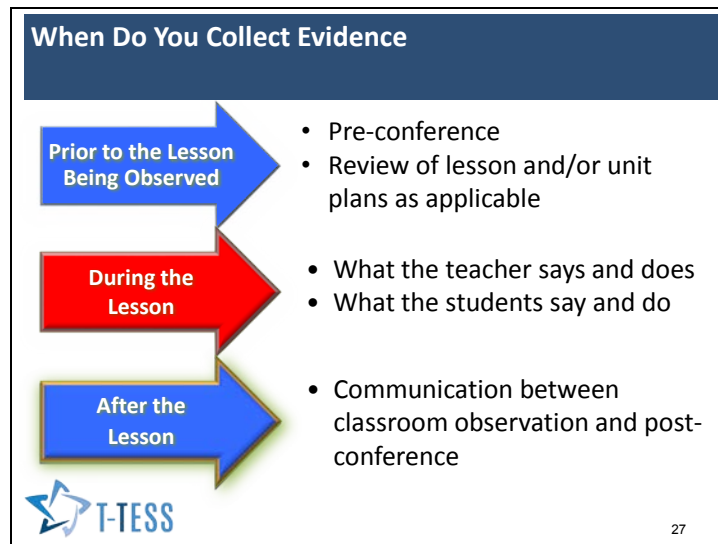 When Do You Collect Evidence
Prior to the Lesson
Being Observed
• Pre-conference
• Review of lesson and/or unit
plans as applicable
During the
Lesson
• What the teacher says and does
• What the students say and do
After the
Lesson
• Communication between
classroom observation and post-
conference
T-TESS
27